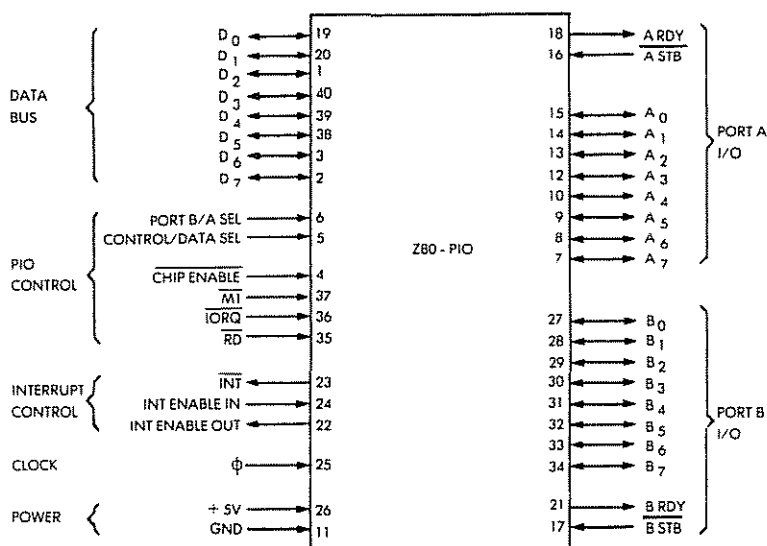 D0 19 18 A RDY
D1 20 16 A STB
D2 1
D3 40 15 A0
DATA BUS
D4 39 14 A1
D5 38 13 A2
D6 3 12 A3
D7 2 10 A4
PORT A I/O
PORT B/A SEL 6 9 A5
CONTROL/DATA SEL 5 8 A6
Z80 - PIO
7 A7
PIO CONTROL
CHIP ENABLE 4
M1 37
IORQ 36 27 B0
RD 35 28 B1
29 B2
INT 23 30 B3
INTERRUPT CONTROL
INT ENABLE IN 24 31 B4
INT ENABLE OUT 22 32 B5
PORT B I/O
33 B6
CLOCK
ϕ 25 34 B7
POWER
+ 5V 26 21 B RDY
GND 11 17 B STB